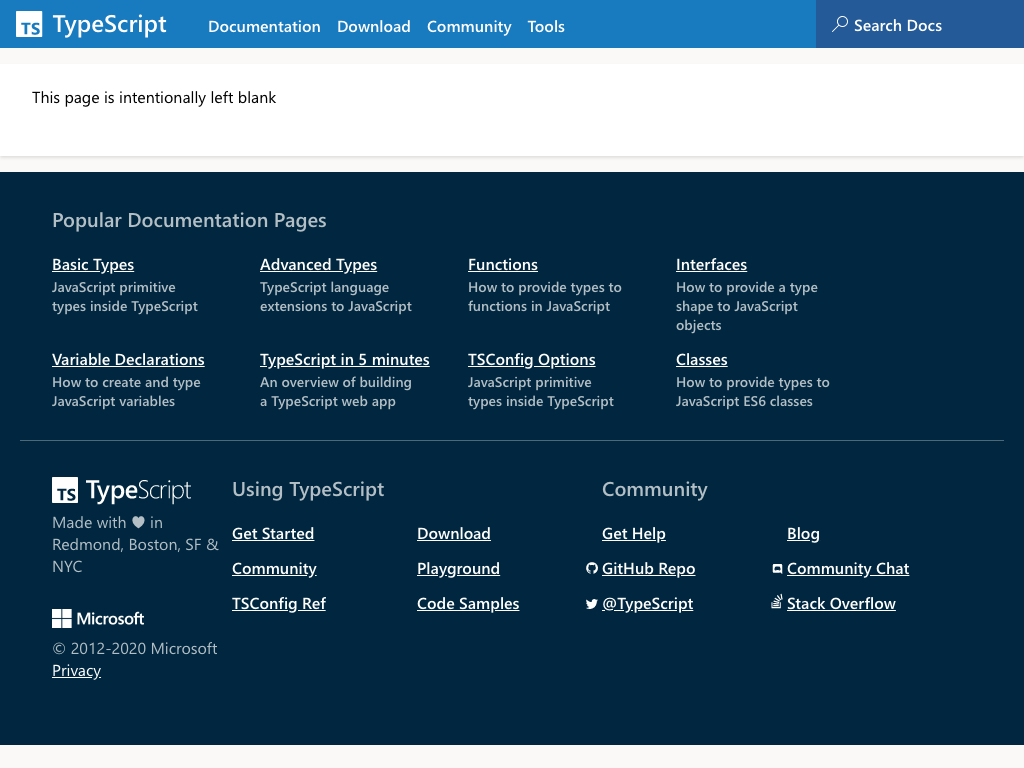 TS TypeScript
Documentation Download Community Tools
Search Docs
This page is intentionally left blank
Popular Documentation Pages
Basic Types
JavaScript primitive
types inside TypeScript
Advanced Types
TypeScript language
extensions to JavaScript
Functions
How to provide types to
functions in JavaScript
Interfaces
How to provide a type
shape to JavaScript
objects
Variable Declarations
How to create and type
JavaScript variables
TypeScript in 5 minutes
An overview of building
a TypeScript web app
TSConfig Options
JavaScript primitive
types inside TypeScript
Classes
How to provide types to
JavaScript ES6 classes
TS TypeScript
Made with ♥ in
Redmond, Boston, SF &
NYC
Microsoft
© 2012-2020 Microsoft
Privacy
Using TypeScript
Get Started
Download
Community
Playground
TSConfig Ref
Code Samples
Community
Get Help
Blog
GitHub Repo
Community Chat
@TypeScript
Stack Overflow